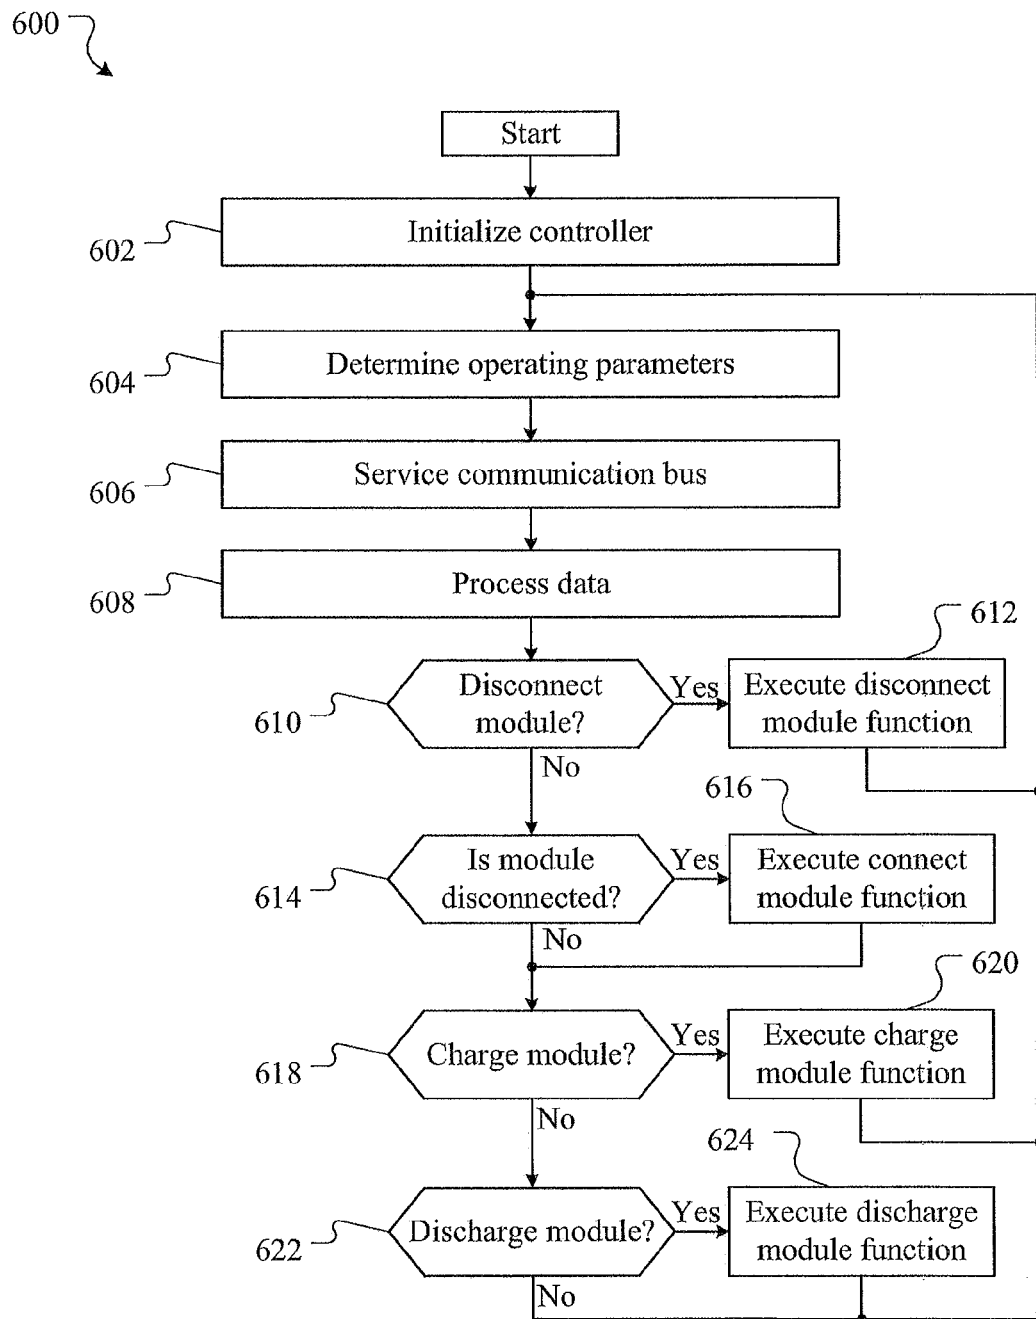 600
Start
602
Initialize controller
604
Determine operating parameters
606
Service communication bus
608
Process data
610
Disconnect
module?
Yes
612
Execute disconnect
module function
No
614
Is module
disconnected?
Yes
616
Execute connect
module function
No
618
Charge module?
Yes
620
Execute charge
module function
No
622
Discharge module?
Yes
624
Execute discharge
module function
No